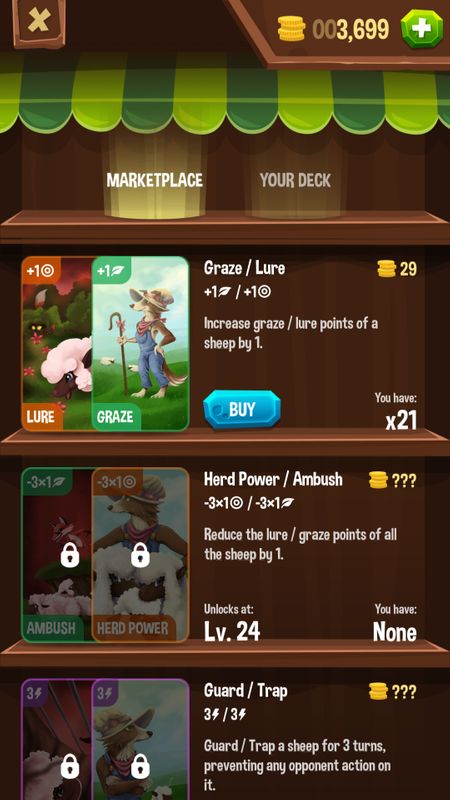 003,699
MARKETPLACE
YOUR DECK
+1
+1
LURE
GRAZE
Graze / Lure
29
+1 / +1
Increase graze / lure points of a
sheep by 1.
BUY
You have:
x21
-3×1
-3×1
AMBUSH
HERD POWER
Herd Power / Ambush
???
-3×1 / -3×1
Reduce the lure / graze points of all
the sheep by 1.
Unlocks at:
Lv. 24
You have:
None
3
3
Guard / Trap
???
3 / 3
Guard / Trap a sheep for 3 turns,
preventing any opponent action on
it.